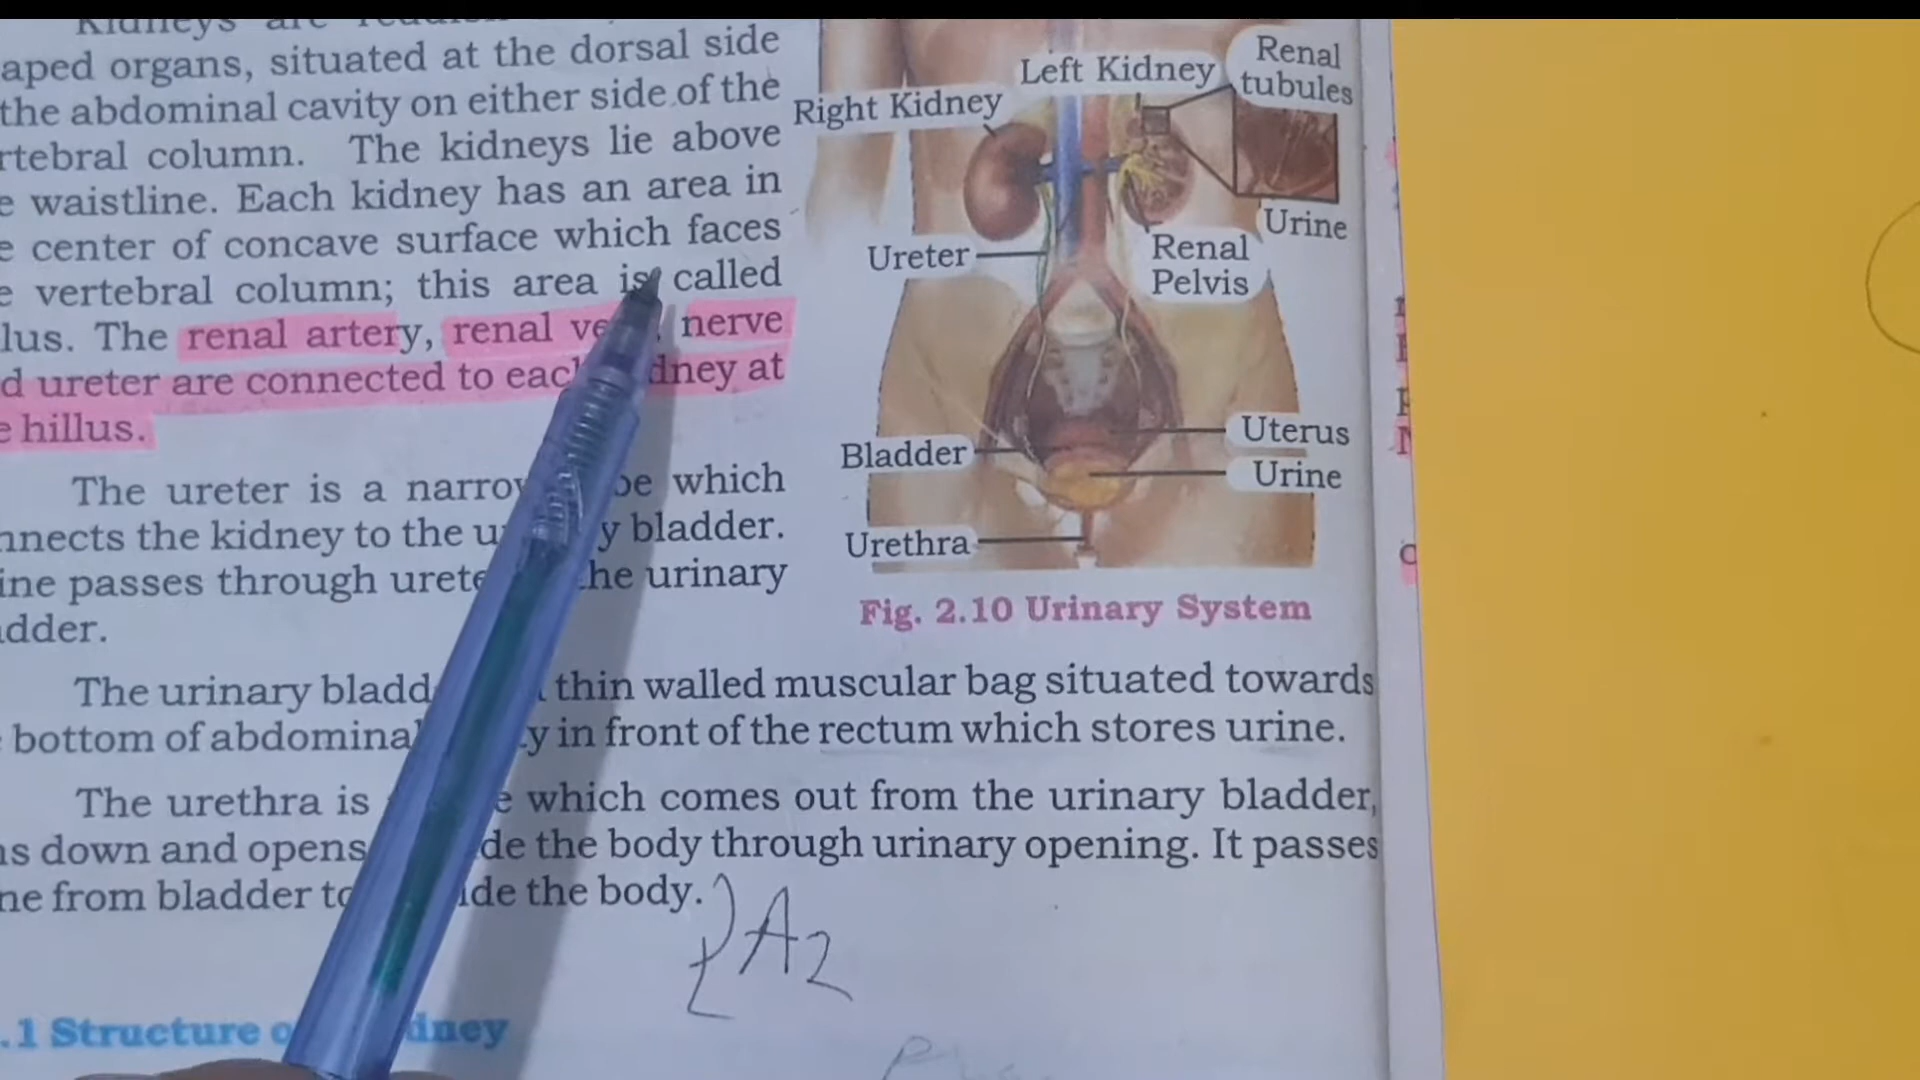 aped organs, situated at the dorsal side
the abdominal cavity on either side of the
rtebral column. The kidneys lie above
e waistline. Each kidney has an area in
e center of concave surface which faces
e vertebral column; this area is called
lus. The renal artery, renal ve nerve
d ureter are connected to each dney at
e hillus.
The ureter is a narrow be which
nnects the kidney to the u y bladder.
ine passes through urete he urinary
dder.
Right Kidney
Left Kidney
Renal
tubules
Urine
Ureter
Renal
Pelvis
Bladder
Uterus
Urine
Urethra
Fig. 2.10 Urinary System
The urinary bladd thin walled muscular bag situated towards
bottom of abdominal y in front of the rectum which stores urine.
The urethra is e which comes out from the urinary bladder,
ns down and opens de the body through urinary opening. It passes
ne from bladder to ide the body.
A2
.1 Structure o dney